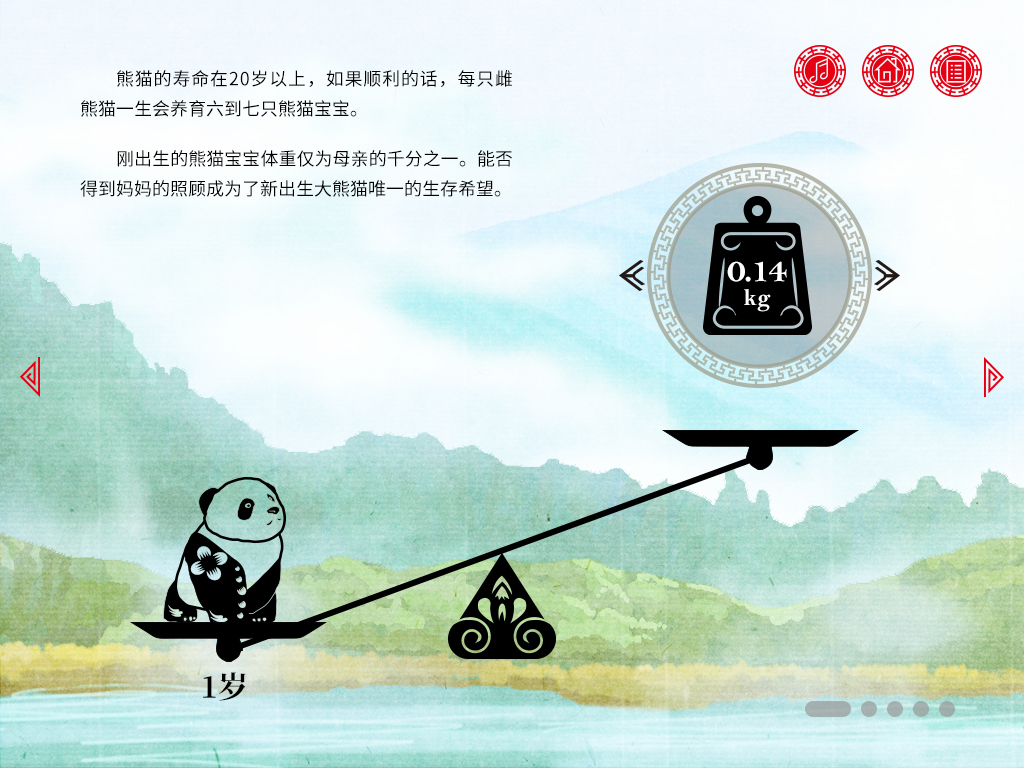 熊猫的寿命在20岁以上，如果顺利的话，每只雌
熊猫一生会养育六到七只熊猫宝宝。
刚出生的熊猫宝宝体重仅为母亲的千分之一。能否
得到妈妈的照顾成为了新出生大熊猫唯一的生存希望。
0.14
kg
1岁